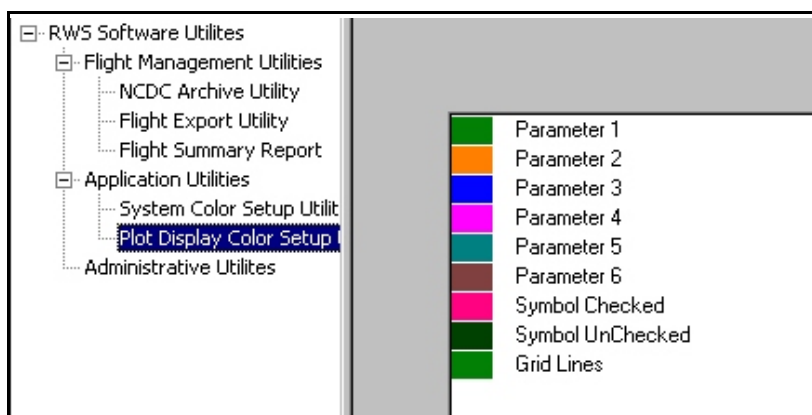 RWS Software Utilites
Flight Management Utilities
NCDC Archive Utility
Flight Export Utility
Flight Summary Report
Application Utilities
System Color Setup Utilit
Plot Display Color Setup
Administrative Utilites
Parameter 1
Parameter 2
Parameter 3
Parameter 4
Parameter 5
Parameter 6
Symbol Checked
Symbol UnChecked
Grid Lines